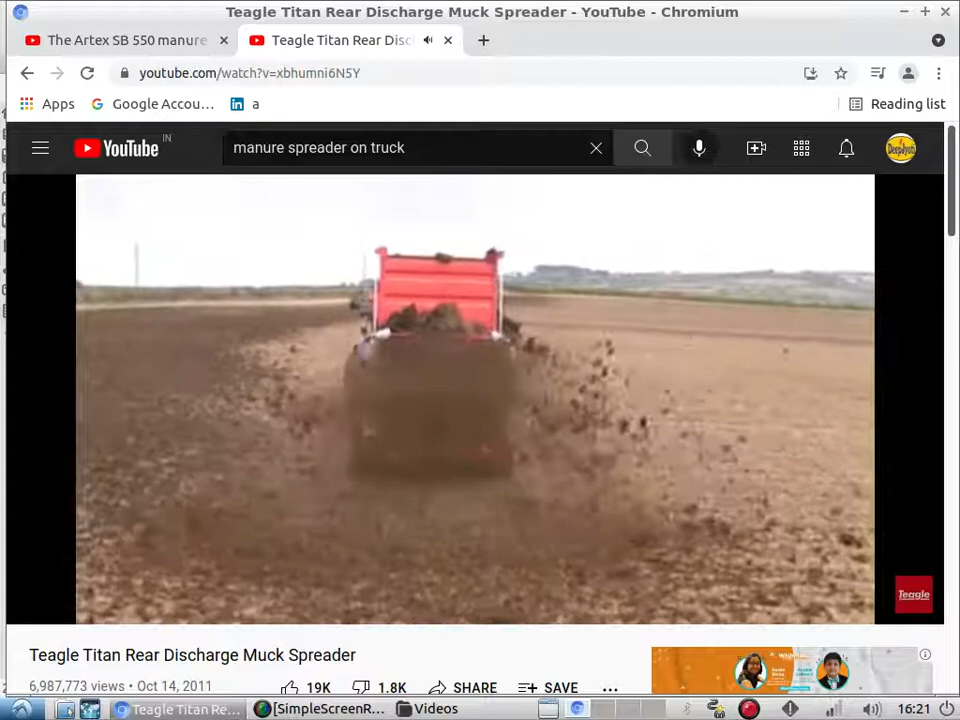 Teagle Titan Rear Discharge Muck Spreader - YouTube - Chromium
The Artex SB 550 manure
Teagle Titan Rear Disc
youtube.com/watch?v=xbhumni6N5Y
Apps
Google Accou...
a
Reading list
YouTube IN
manure spreader on truck
Deepajyoti
Teagle
Teagle Titan Rear Discharge Muck Spreader
6,987,773 views • Oct 14, 2011
19K
1.8K
SHARE
SAVE
Teagle Titan Re...
[SimpleScreenR...
Videos
16:21